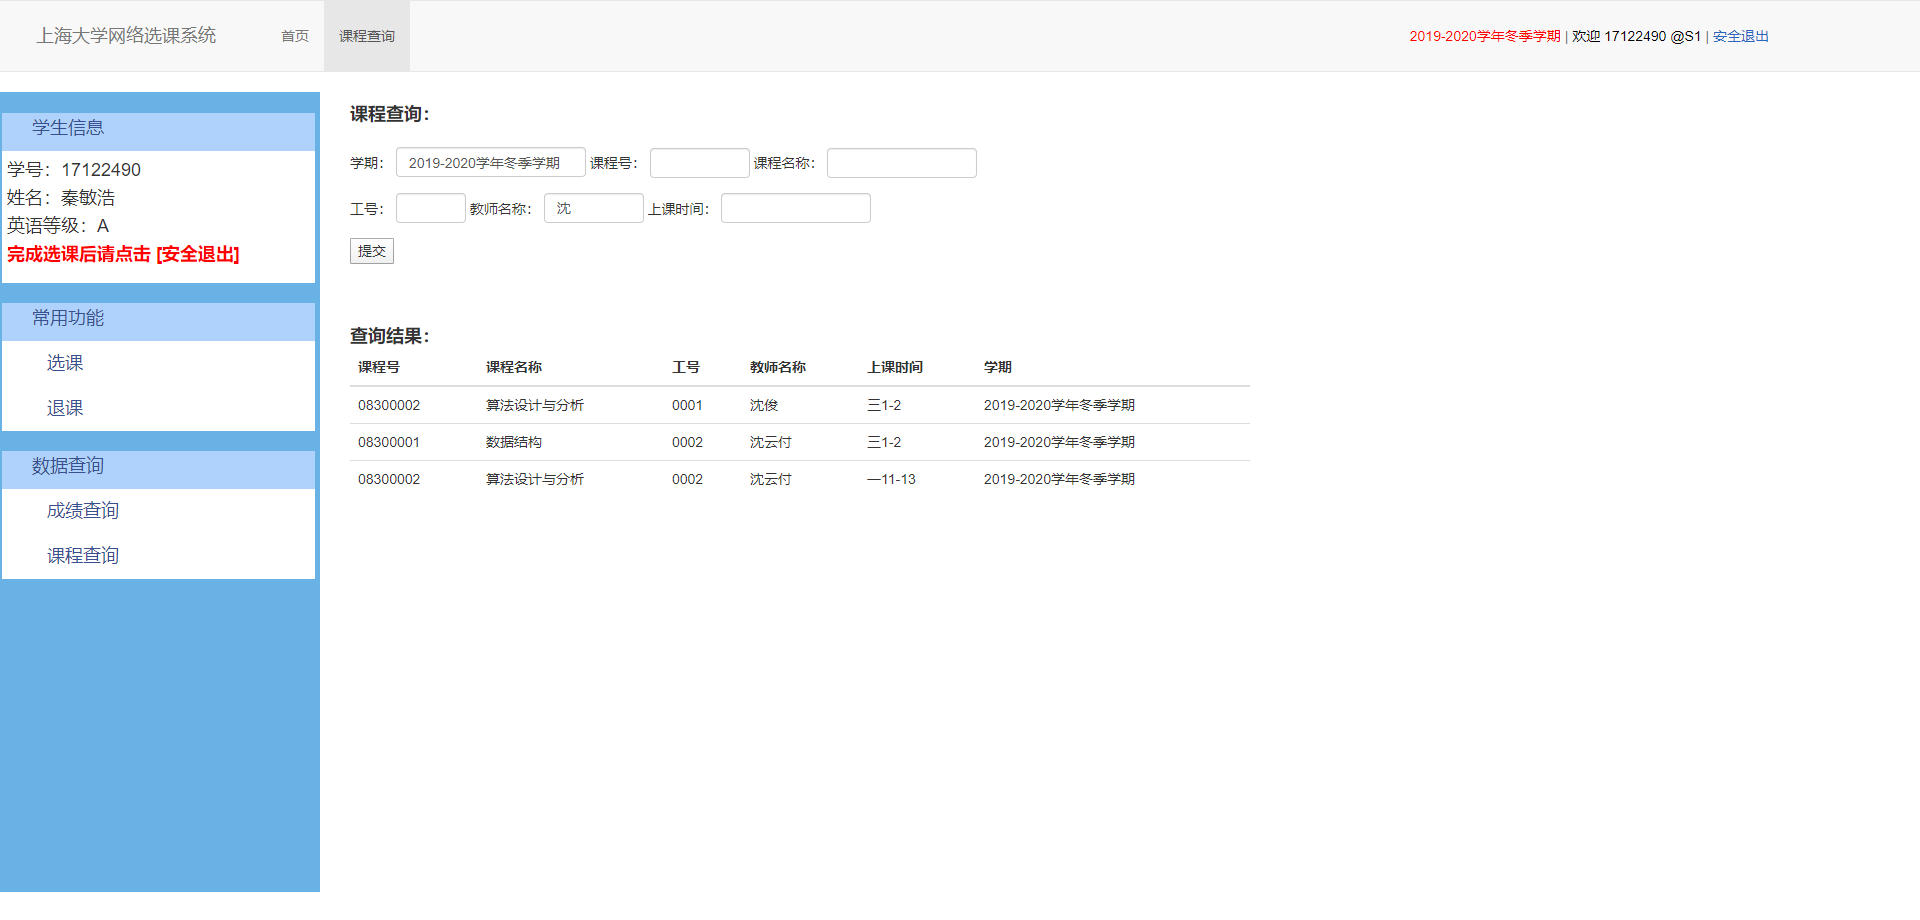 上海大学网络选课系统 首页 课程查询 2019-2020学年冬季学期 | 欢迎 17122490 @S1 | 安全退出
学生信息
学号：17122490
姓名：秦敏浩
英语等级：A
完成选课后请点击 [安全退出]
常用功能
选课
退课
数据查询
成绩查询
课程查询
课程查询：
学期： 2019-2020学年冬季学期 课程号： 课程名称：
工号： 教师名称： 沈 上课时间：
提交
查询结果：
课程号 课程名称 工号 教师名称 上课时间 学期
08300002 算法设计与分析 0001 沈俊 三1-2 2019-2020学年冬季学期
08300001 数据结构 0002 沈云付 三1-2 2019-2020学年冬季学期
08300002 算法设计与分析 0002 沈云付 一11-13 2019-2020学年冬季学期